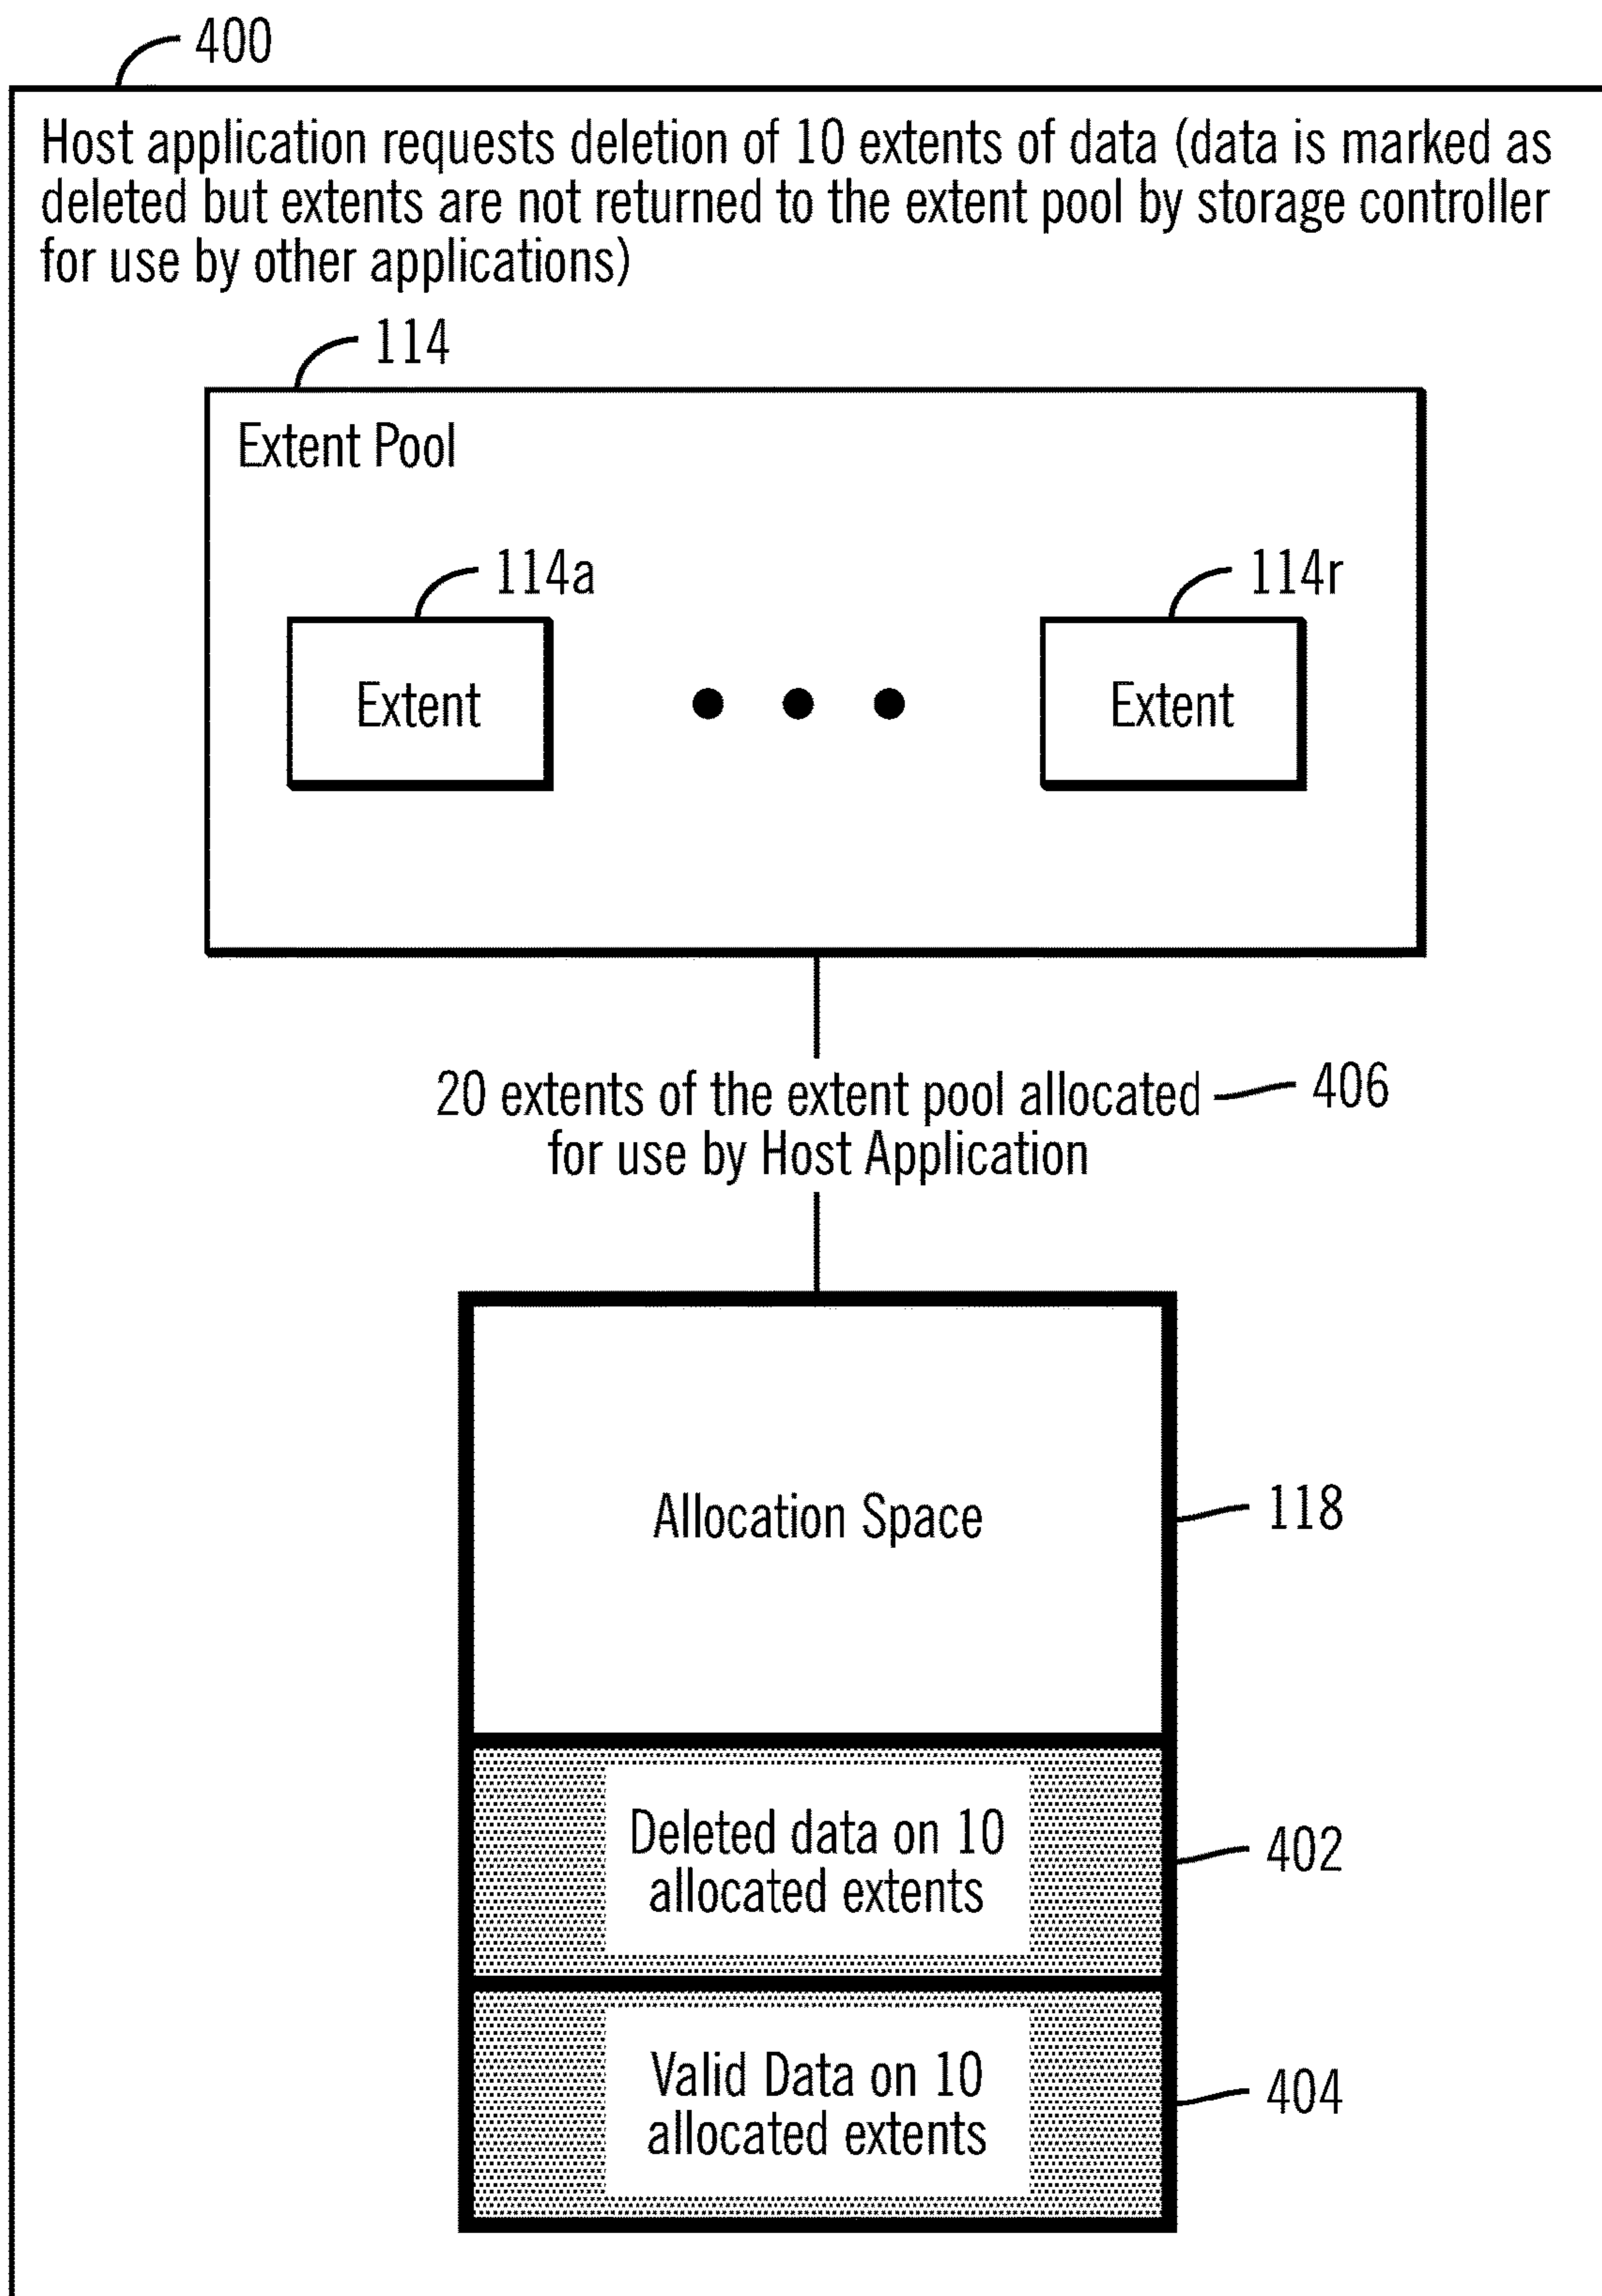 400
Host application requests deletion of 10 extents of data (data is marked as
deleted but extents are not returned to the extent pool by storage controller
for use by other applications)
114
Extent Pool
114a
114r
Extent
Extent
20 extents of the extent pool allocated
406
for use by Host Application
Allocation Space
118
Deleted data on 10
allocated extents
402
Valid Data on 10
allocated extents
404